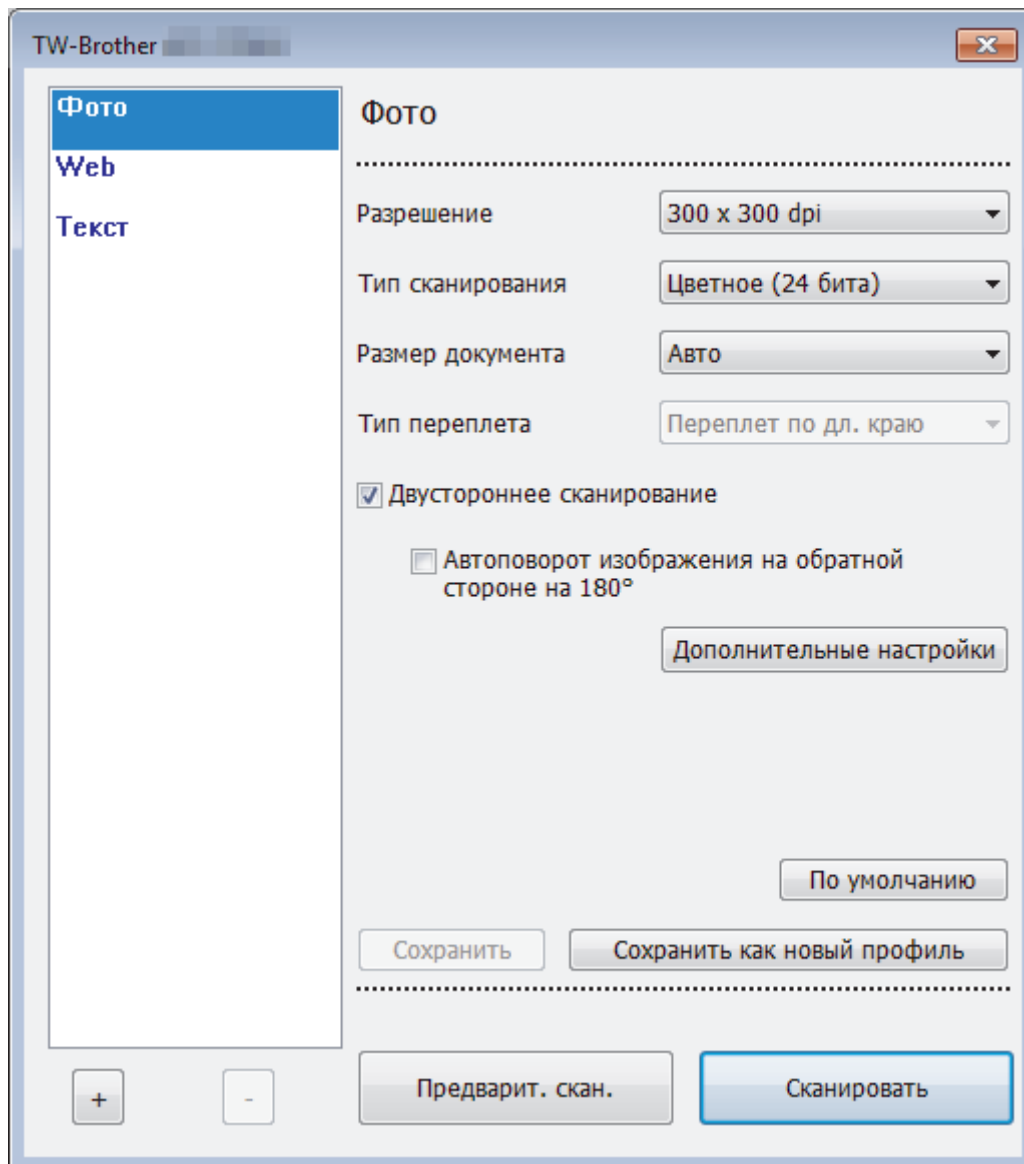 TW-Brother
Фото
Web
Текст
Фото
Разрешение
300 x 300 dpi
Тип сканирования
Цветное (24 бита)
Размер документа
Авто
Тип переплета
Переплет по дл. краю
Двустороннее сканирование
Автоповорот изображения на обратной
стороне на 180°
Дополнительные настройки
По умолчанию
Сохранить
Сохранить как новый профиль
+
-
Предварит. скан.
Сканировать